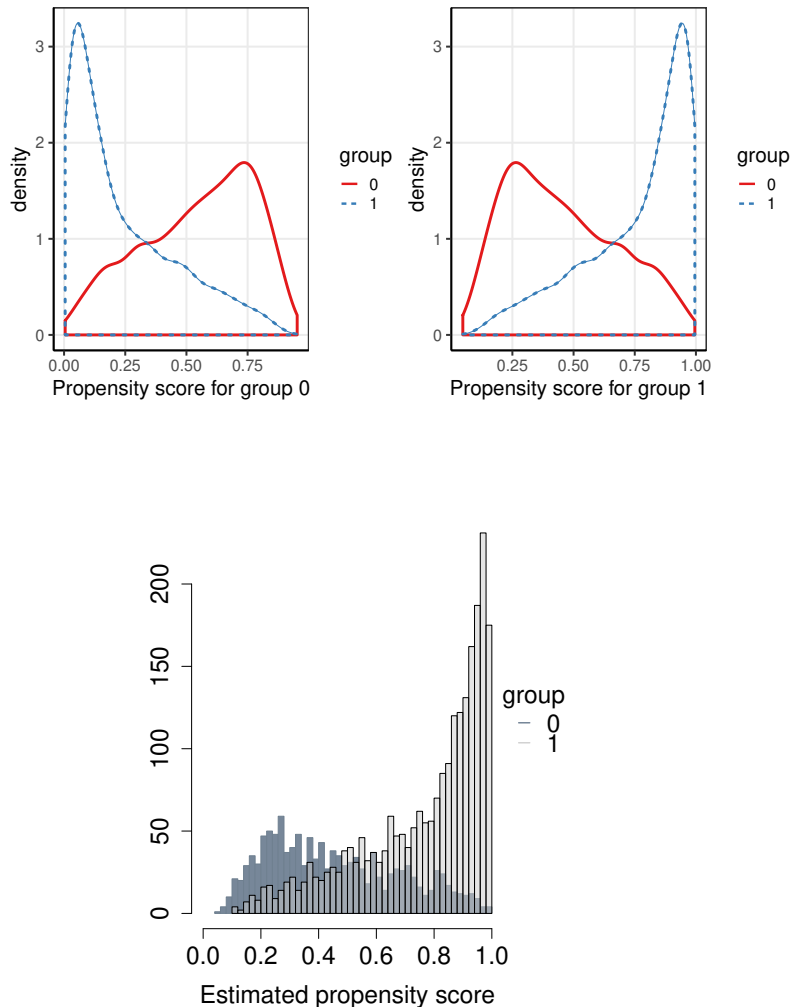 density
3
2
1
0
0.00 0.25 0.50 0.75
Propensity score for group 0
group
0
1
density
3
2
1
0
0.25 0.50 0.75 1.00
Propensity score for group 1
group
0
1
200
150
100
50
0
0.0 0.2 0.4 0.6 0.8 1.0
Estimated propensity score
group
0
1